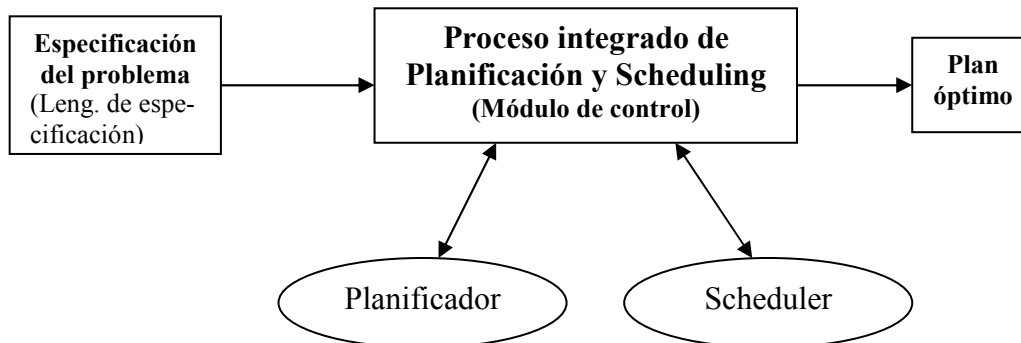 Especificación
del problema
(Leng. de espe-
cificación)
Proceso integrado de
Planificación y Scheduling
(Módulo de control)
Plan
óptimo
Planificador
Scheduler